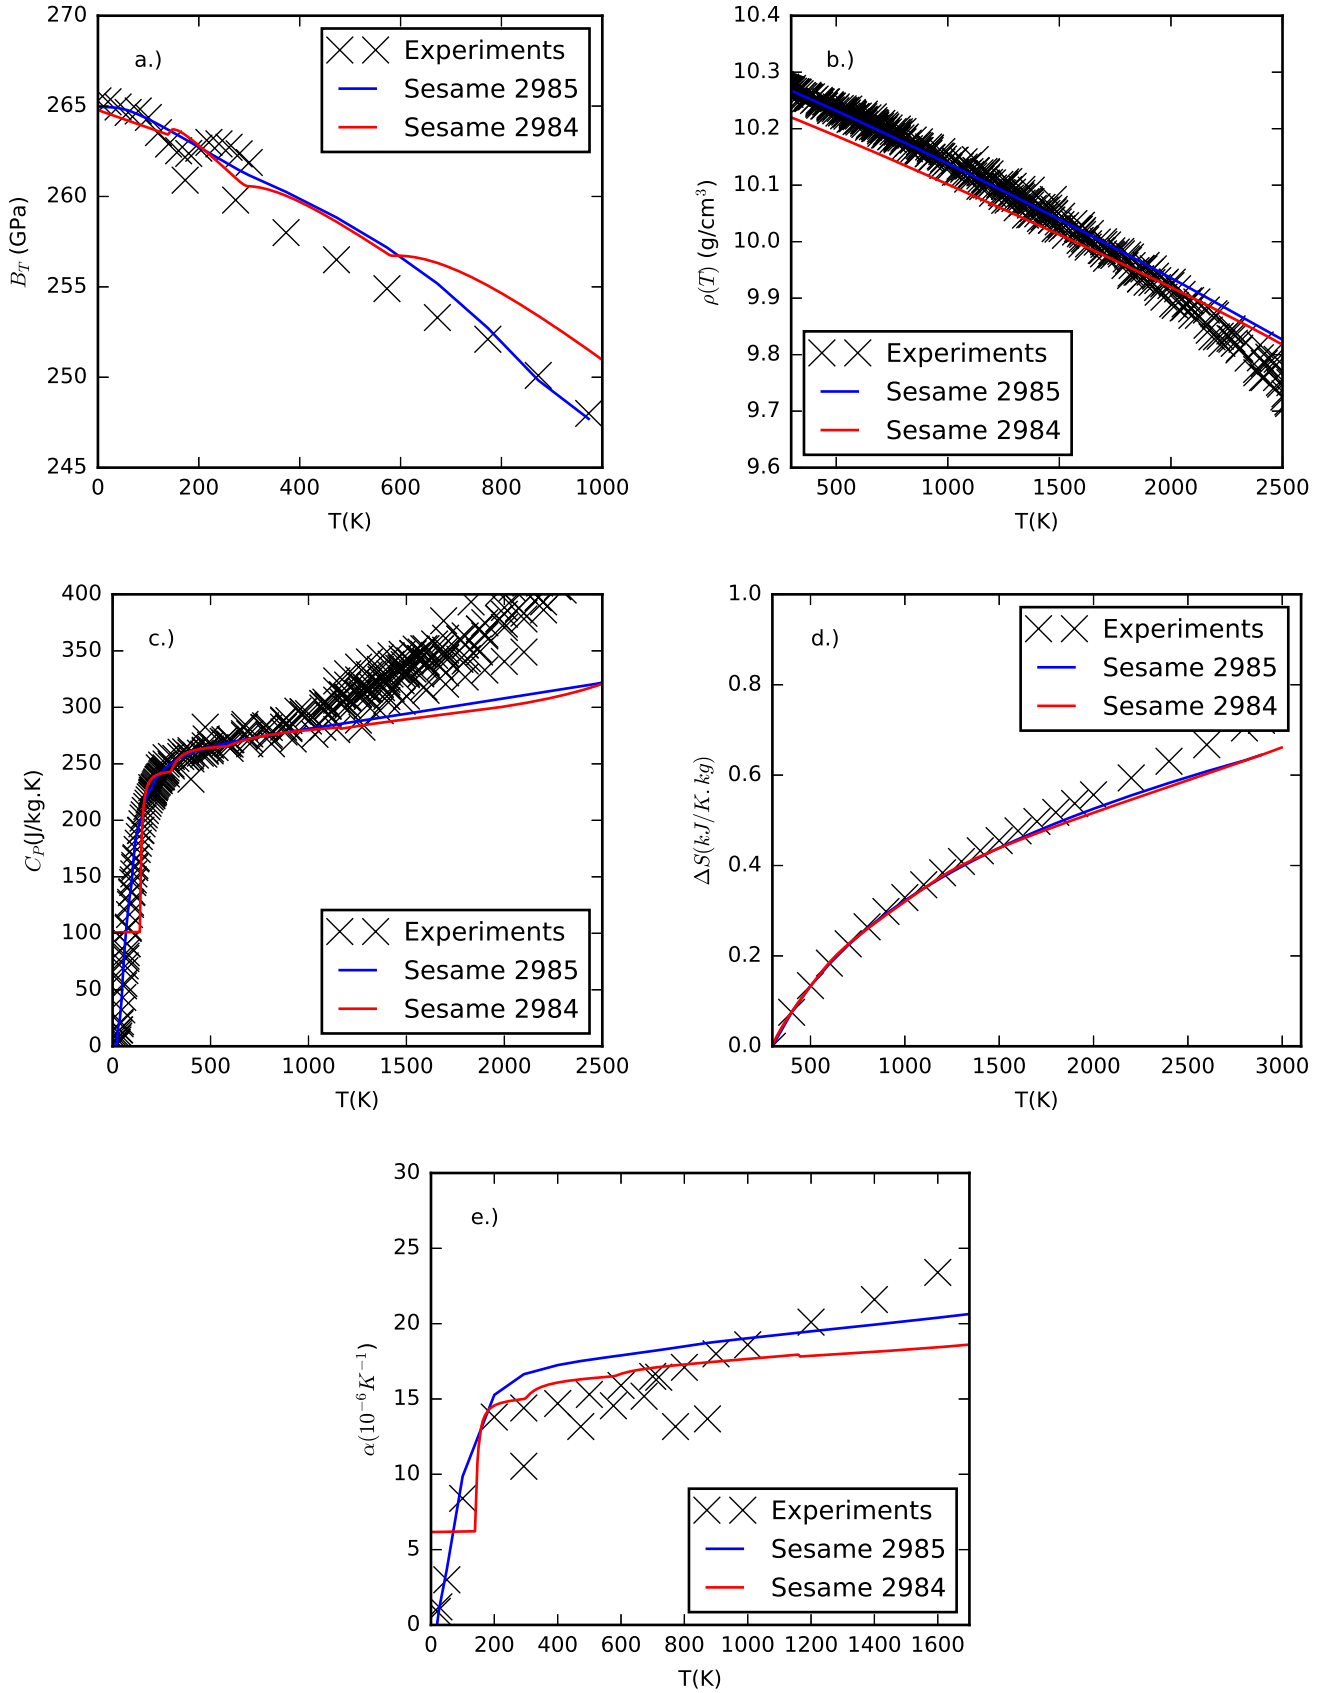 a.)
270
265
260
255
250
245
B_T (GPa)
0 200 400 600 800 1000
T(K)
Experiments
Sesame 2985
Sesame 2984
b.)
10.4
10.3
10.2
10.1
10.0
9.9
9.8
9.7
9.6
ρ(T) (g/cm³)
500 1000 1500 2000 2500
T(K)
Experiments
Sesame 2985
Sesame 2984
c.)
400
350
300
250
200
150
100
50
0
C_P(J/kg.K)
0 500 1000 1500 2000 2500
T(K)
Experiments
Sesame 2985
Sesame 2984
d.)
1.0
0.8
0.6
0.4
0.2
0.0
ΔS(kJ/K.kg)
500 1000 1500 2000 2500 3000
T(K)
Experiments
Sesame 2985
Sesame 2984
e.)
30
25
20
15
10
5
0
α(10⁻⁶K⁻¹)
0 200 400 600 800 1000 1200 1400 1600
T(K)
Experiments
Sesame 2985
Sesame 2984